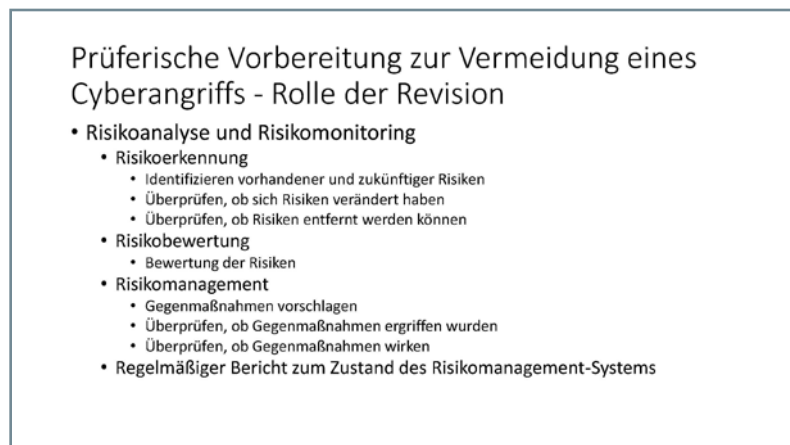 Prüferische Vorbereitung zur Vermeidung eines
Cyberangriffs - Rolle der Revision
• Risikoanalyse und Risikomonitoring
• Risikoerkennung
• Identifizieren vorhandener und zukünftiger Risiken
• Überprüfen, ob sich Risiken verändert haben
• Überprüfen, ob Risiken entfernt werden können
• Risikobewertung
• Bewertung der Risiken
• Risikomanagement
• Gegenmaßnahmen vorschlagen
• Überprüfen, ob Gegenmaßnahmen ergriffen wurden
• Überprüfen, ob Gegenmaßnahmen wirken
• Regelmäßiger Bericht zum Zustand des Risikomanagement-Systems